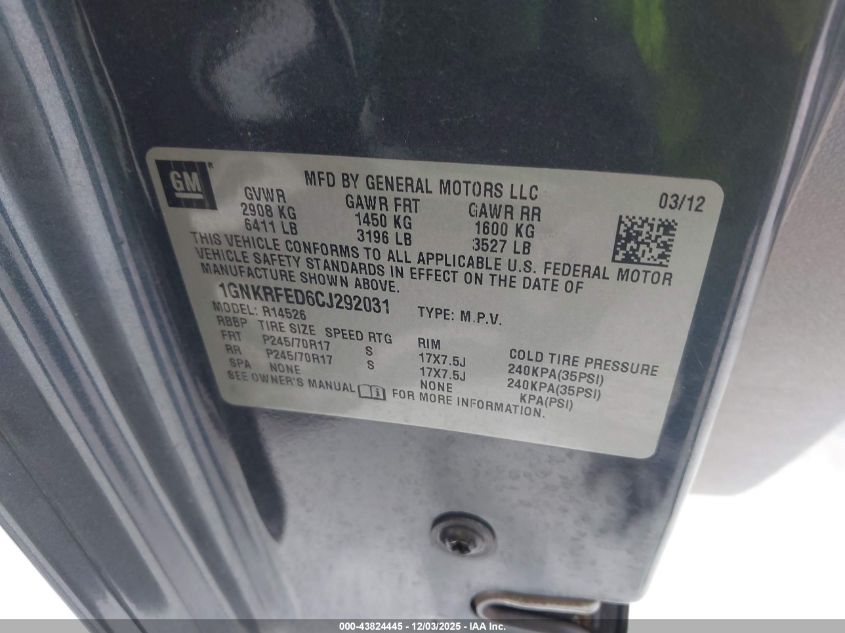 GM
MFD BY GENERAL MOTORS LLC
03/12
GVWR GAWR FRT GAWR RR
2908 KG 1450 KG 1600 KG
6411 LB 3196 LB 3527 LB
THIS VEHICLE CONFORMS TO ALL APPLICABLE U.S. FEDERAL MOTOR
VEHICLE SAFETY STANDARDS IN EFFECT ON THE DATE OF
MANUFACTURE SHOWN ABOVE.
1GNKRFED6CJ292031 TYPE: M.P.V.
MODEL: R14526
RBBP TIRE SIZE SPEED RTG RIM COLD TIRE PRESSURE
FRT P245/70R17 S 17X7.5J 240KPA(35PSI)
RR P245/70R17 S 17X7.5J 240KPA(35PSI)
SPA NONE NONE KPA(PSI)
SEE OWNER'S MANUAL FOR MORE INFORMATION.
000-43824445 - 12/03/2025 - IAA Inc.